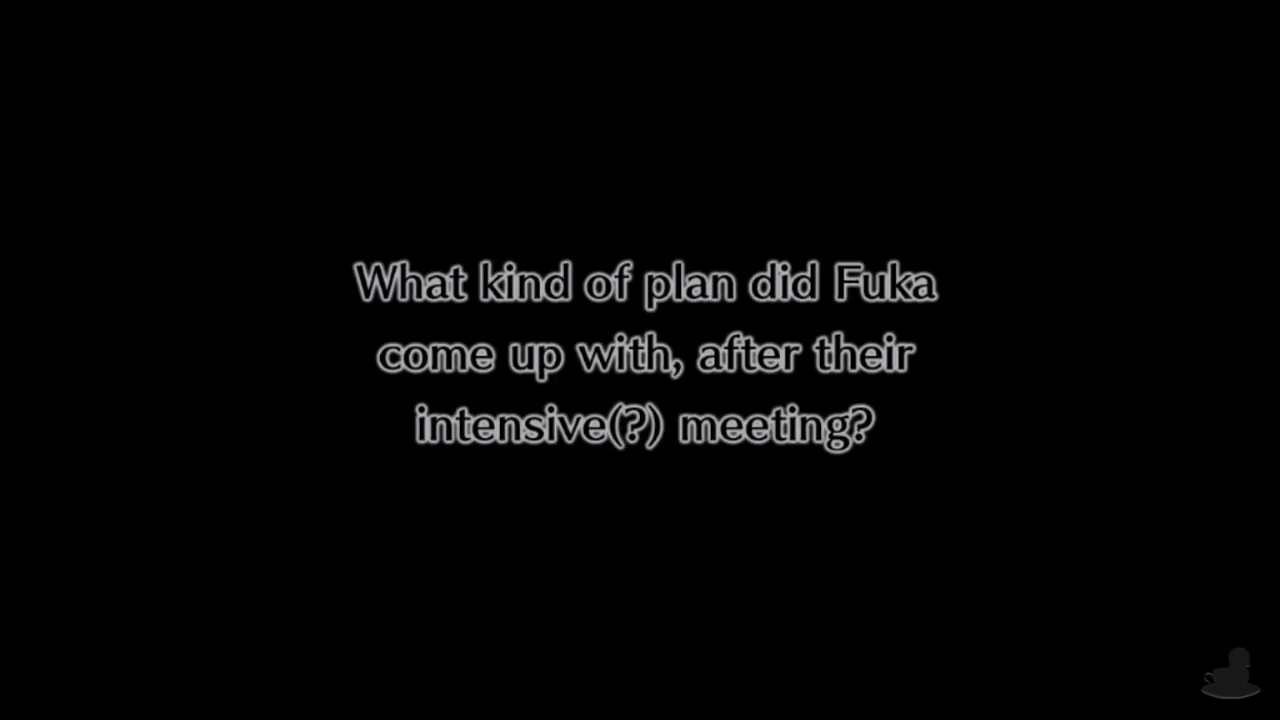 What kind of plan did Fuka
come up with, after their
intensive(?) meeting?